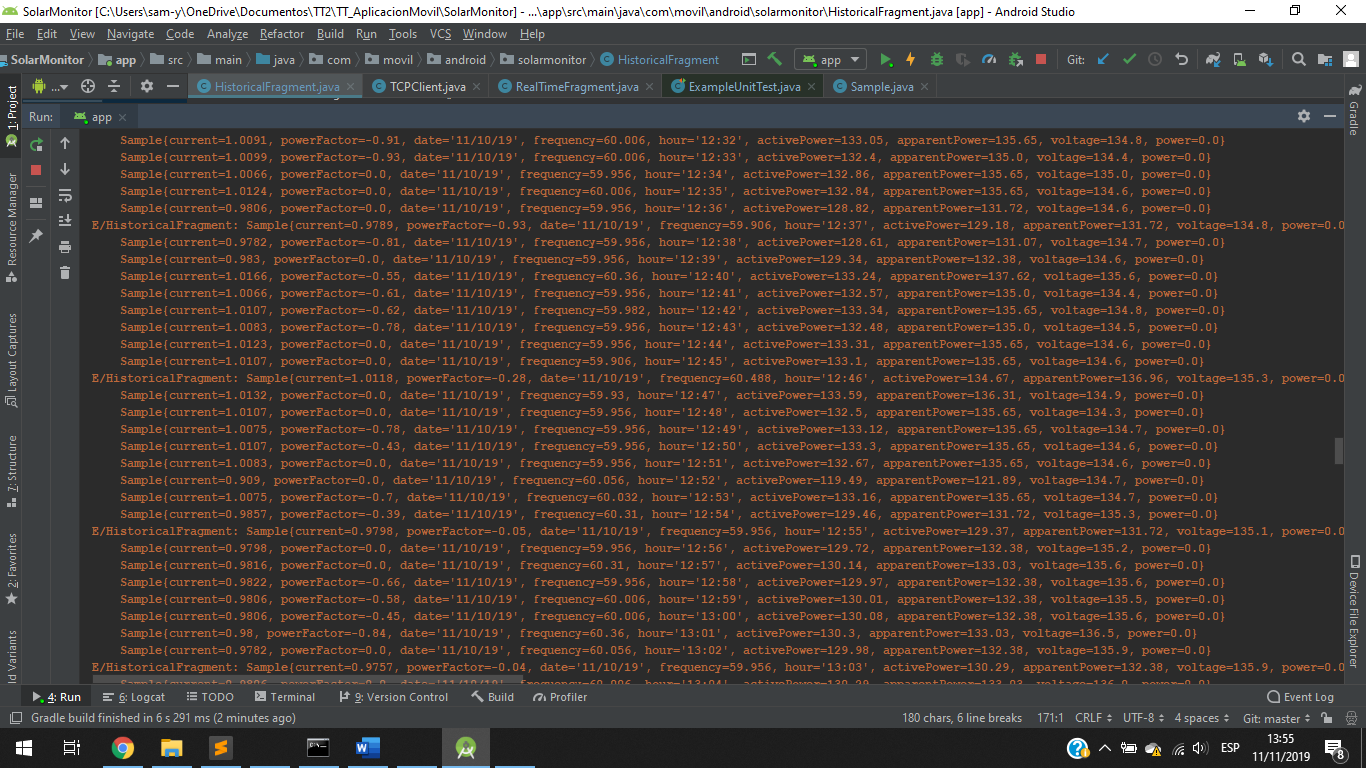 SolarMonitor [C:\Users\sam-y\OneDrive\Documentos\TT2\TT_AplicacionMovil\SolarMonitor] - ...\app\src\main\java\com\movil\android\solarmonitor\HistoricalFragment.java [app] - Android Studio
File Edit View Navigate Code Analyze Refactor Build Run Tools VCS Window Help
SolarMonitor app src main java com movil android solarmonitor HistoricalFragment app Git:
...▾ HistoricalFragment.java TCPClient.java RealTimeFragment.java ExampleUnitTest.java Sample.java
Run: app
Sample{current=1.0091, powerFactor=-0.91, date='11/10/19', frequency=60.006, hour='12:32', activePower=133.05, apparentPower=135.65, voltage=134.8, power=0.0}
Sample{current=1.0099, powerFactor=-0.93, date='11/10/19', frequency=59.956, hour='12:33', activePower=132.4, apparentPower=135.0, voltage=134.4, power=0.0}
Sample{current=1.0066, powerFactor=0.0, date='11/10/19', frequency=59.956, hour='12:34', activePower=132.86, apparentPower=135.65, voltage=135.0, power=0.0}
Sample{current=1.0124, powerFactor=0.0, date='11/10/19', frequency=60.006, hour='12:35', activePower=132.84, apparentPower=135.65, voltage=134.6, power=0.0}
Sample{current=0.9806, powerFactor=0.0, date='11/10/19', frequency=59.956, hour='12:36', activePower=128.82, apparentPower=131.72, voltage=134.6, power=0.0}
E/HistoricalFragment: Sample{current=0.9789, powerFactor=-0.93, date='11/10/19', frequency=59.906, hour='12:37', activePower=129.18, apparentPower=131.72, voltage=134.8, power=0.0
Sample{current=0.9782, powerFactor=-0.81, date='11/10/19', frequency=59.956, hour='12:38', activePower=128.61, apparentPower=131.07, voltage=134.7, power=0.0}
Sample{current=0.983, powerFactor=0.0, date='11/10/19', frequency=59.956, hour='12:39', activePower=129.34, apparentPower=132.38, voltage=134.6, power=0.0}
Sample{current=1.0166, powerFactor=-0.55, date='11/10/19', frequency=60.36, hour='12:40', activePower=133.24, apparentPower=137.62, voltage=135.6, power=0.0}
Sample{current=1.0066, powerFactor=-0.61, date='11/10/19', frequency=59.956, hour='12:41', activePower=132.57, apparentPower=135.0, voltage=134.4, power=0.0}
Sample{current=1.0107, powerFactor=-0.62, date='11/10/19', frequency=59.982, hour='12:42', activePower=133.34, apparentPower=135.65, voltage=134.8, power=0.0}
Sample{current=1.0083, powerFactor=-0.78, date='11/10/19', frequency=59.956, hour='12:43', activePower=132.48, apparentPower=135.0, voltage=134.5, power=0.0}
Sample{current=1.0123, powerFactor=0.0, date='11/10/19', frequency=59.956, hour='12:44', activePower=133.31, apparentPower=135.65, voltage=134.6, power=0.0}
Sample{current=1.0107, powerFactor=0.0, date='11/10/19', frequency=59.906, hour='12:45', activePower=133.1, apparentPower=135.65, voltage=134.6, power=0.0}
E/HistoricalFragment: Sample{current=1.0118, powerFactor=-0.28, date='11/10/19', frequency=60.488, hour='12:46', activePower=134.67, apparentPower=136.96, voltage=135.3, power=0.0
Sample{current=1.0132, powerFactor=0.0, date='11/10/19', frequency=59.93, hour='12:47', activePower=133.59, apparentPower=136.31, voltage=134.9, power=0.0}
Sample{current=1.0107, powerFactor=0.0, date='11/10/19', frequency=59.956, hour='12:48', activePower=132.5, apparentPower=135.65, voltage=134.3, power=0.0}
Sample{current=1.0075, powerFactor=-0.78, date='11/10/19', frequency=59.956, hour='12:49', activePower=133.12, apparentPower=135.65, voltage=134.7, power=0.0}
Sample{current=1.0107, powerFactor=-0.43, date='11/10/19', frequency=59.956, hour='12:50', activePower=133.3, apparentPower=135.65, voltage=134.6, power=0.0}
Sample{current=1.0083, powerFactor=0.0, date='11/10/19', frequency=59.956, hour='12:51', activePower=132.67, apparentPower=135.65, voltage=134.6, power=0.0}
Sample{current=0.909, powerFactor=0.0, date='11/10/19', frequency=60.056, hour='12:52', activePower=119.49, apparentPower=121.89, voltage=134.7, power=0.0}
Sample{current=1.0075, powerFactor=-0.7, date='11/10/19', frequency=60.032, hour='12:53', activePower=133.16, apparentPower=135.65, voltage=134.7, power=0.0}
Sample{current=0.9857, powerFactor=-0.39, date='11/10/19', frequency=60.31, hour='12:54', activePower=129.46, apparentPower=131.72, voltage=135.3, power=0.0}
E/HistoricalFragment: Sample{current=0.9798, powerFactor=-0.05, date='11/10/19', frequency=59.956, hour='12:55', activePower=129.37, apparentPower=131.72, voltage=135.1, power=0.0
Sample{current=0.9798, powerFactor=0.0, date='11/10/19', frequency=59.956, hour='12:56', activePower=129.72, apparentPower=132.38, voltage=135.2, power=0.0}
Sample{current=0.9816, powerFactor=0.0, date='11/10/19', frequency=60.31, hour='12:57', activePower=130.14, apparentPower=133.03, voltage=135.6, power=0.0}
Sample{current=0.9822, powerFactor=-0.66, date='11/10/19', frequency=59.956, hour='12:58', activePower=129.97, apparentPower=132.38, voltage=135.6, power=0.0}
Sample{current=0.9806, powerFactor=-0.58, date='11/10/19', frequency=60.006, hour='12:59', activePower=130.01, apparentPower=132.38, voltage=135.5, power=0.0}
Sample{current=0.9806, powerFactor=-0.45, date='11/10/19', frequency=60.006, hour='13:00', activePower=130.08, apparentPower=132.38, voltage=135.6, power=0.0}
Sample{current=0.98, powerFactor=-0.84, date='11/10/19', frequency=60.36, hour='13:01', activePower=130.3, apparentPower=133.03, voltage=136.5, power=0.0}
Sample{current=0.9782, powerFactor=0.0, date='11/10/19', frequency=60.056, hour='13:02', activePower=129.98, apparentPower=132.38, voltage=135.9, power=0.0}
E/HistoricalFragment: Sample{current=0.9757, powerFactor=-0.04, date='11/10/19', frequency=59.956, hour='13:03', activePower=130.29, apparentPower=132.38, voltage=135.9, power=0.0
1: Project
Resource Manager
Layout Captures
7: Structure
2: Favorites
ld Variants
Gradle
Device File Explorer
4: Run 6: Logcat TODO Terminal 9: Version Control Build Profiler Event Log
Gradle build finished in 6 s 291 ms (2 minutes ago) 180 chars, 6 line breaks 171:1 CRLF UTF-8 4 spaces Git: master
ESP 13:55
11/11/2019 8